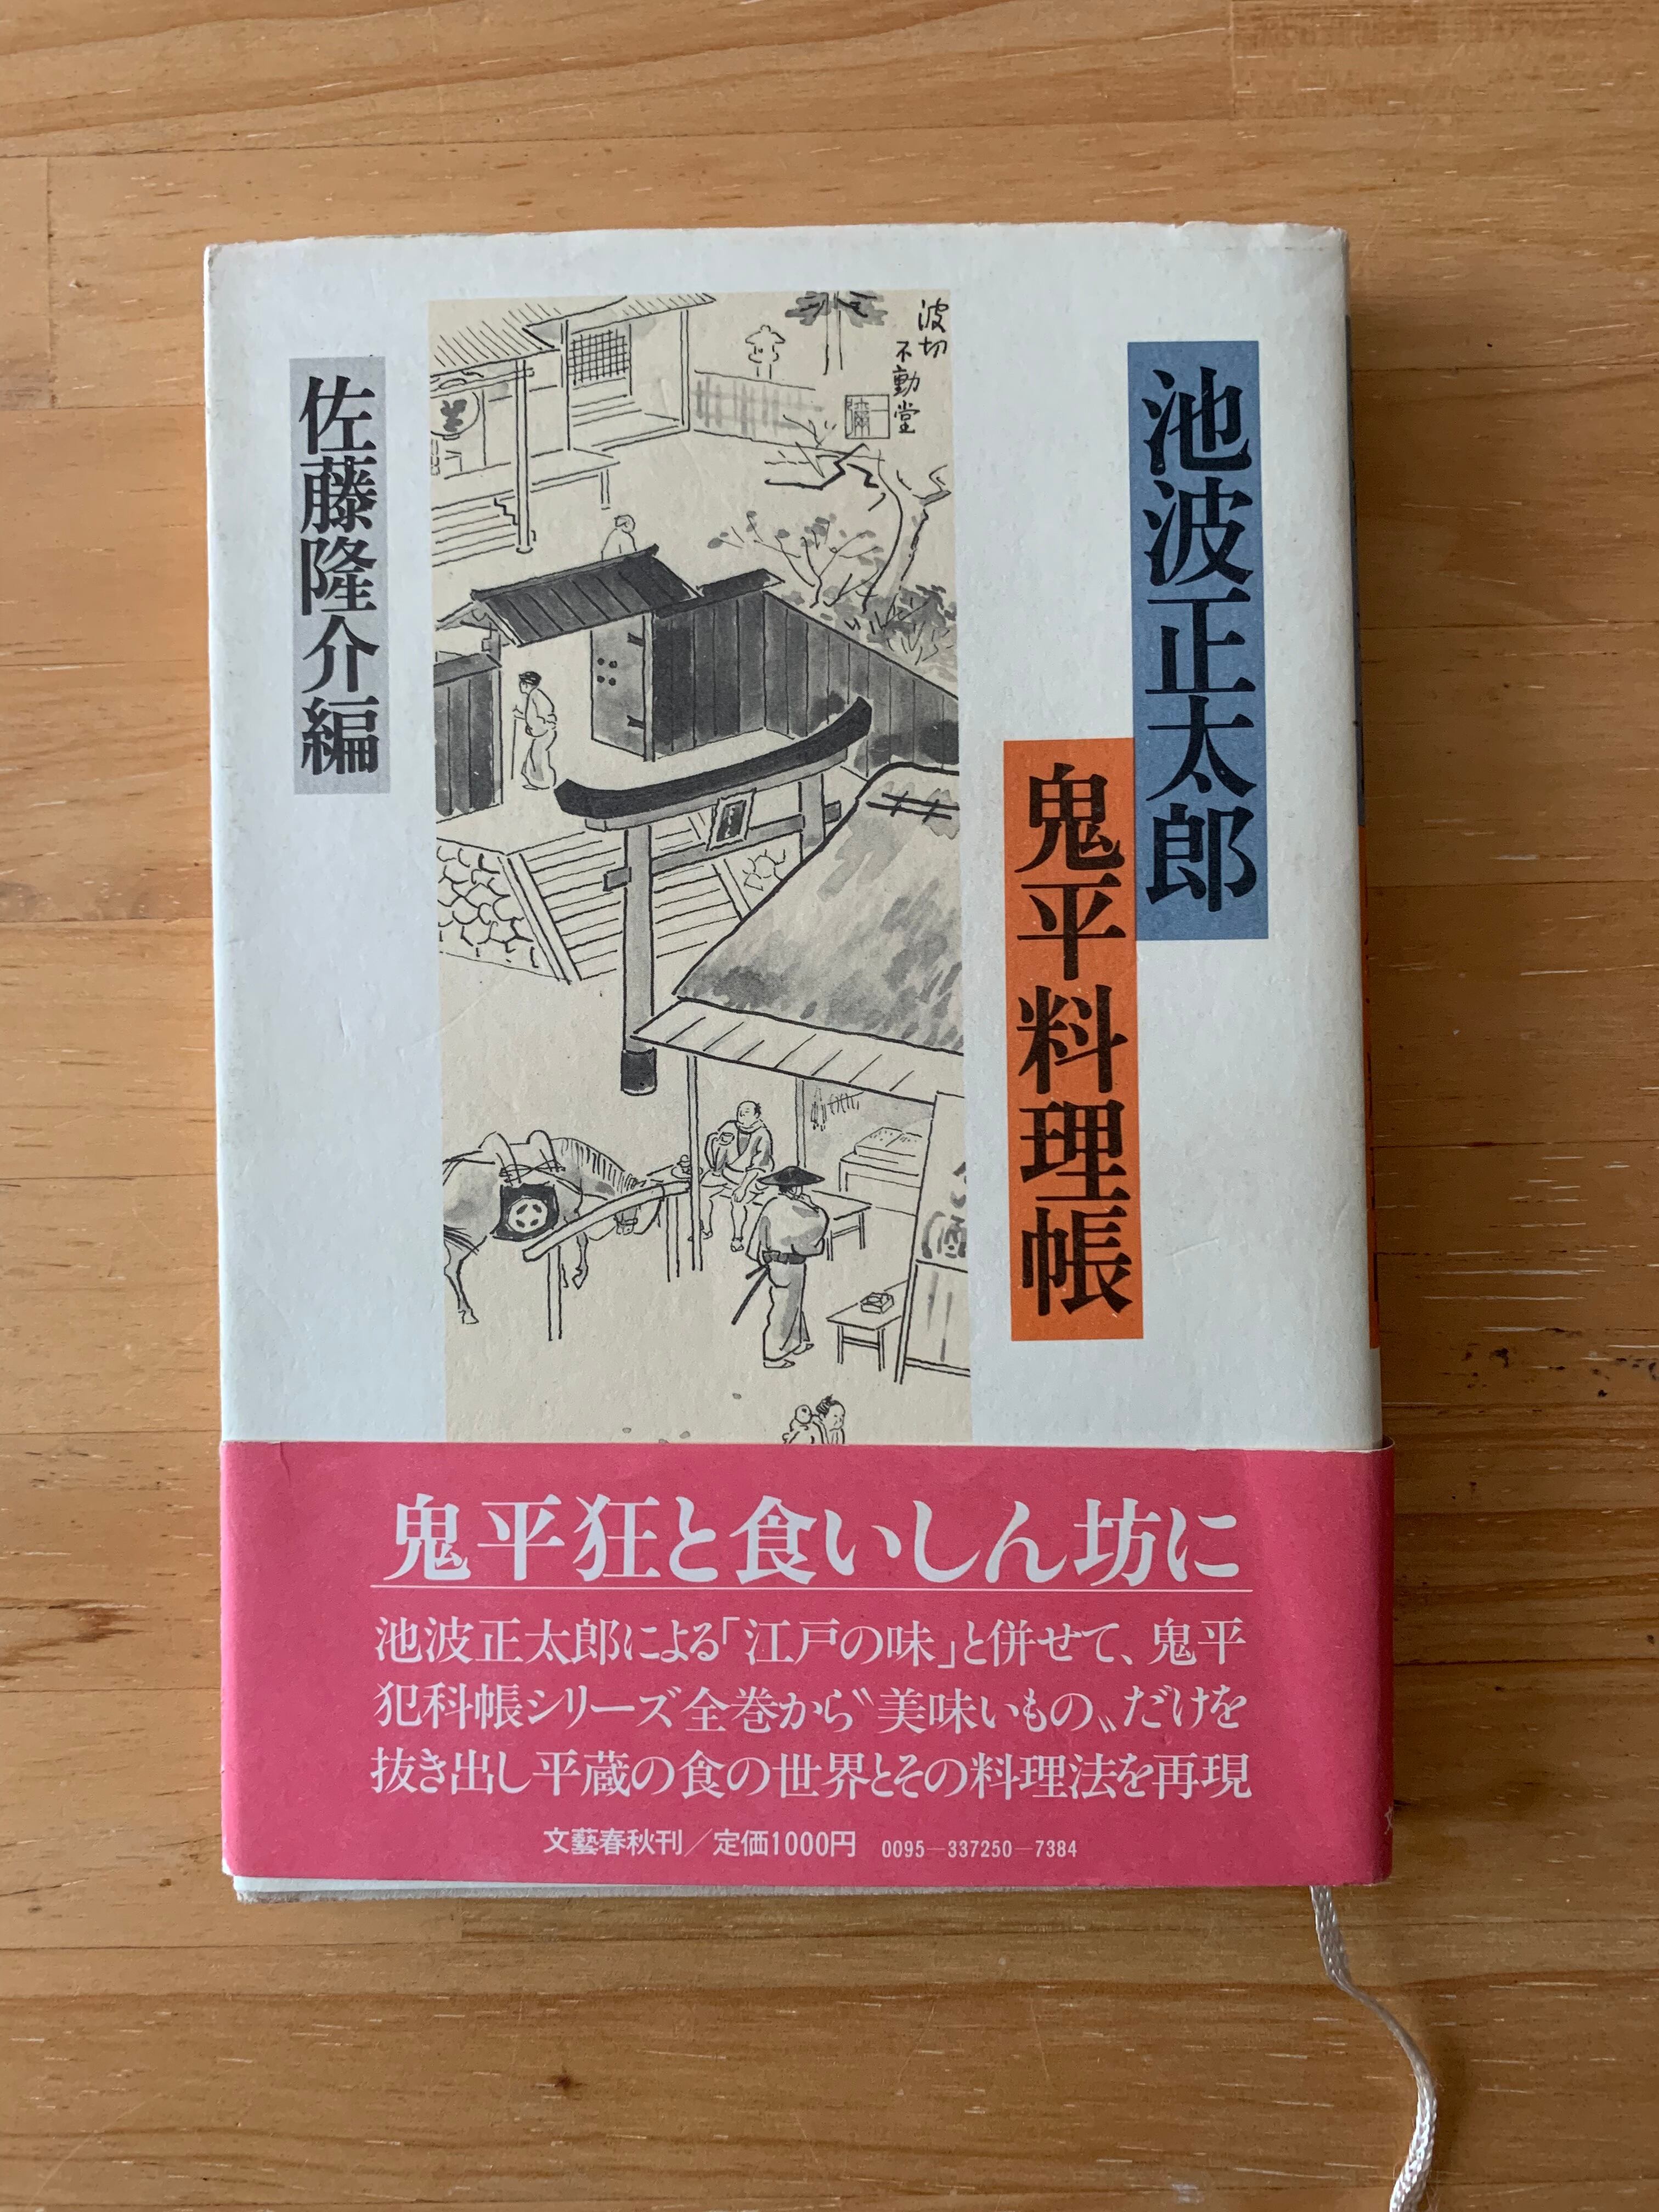 池波正太郎
鬼平料理帳
波切
不動堂
佐藤隆介編
鬼平狂と食いしん坊に
池波正太郎による「江戸の味」と併せて、鬼平
犯科帳シリーズ全巻から〝美味いもの〟だけを
抜き出し平蔵の食の世界とその料理法を再現
文藝春秋刊／定価1000円 0095-337250-7384